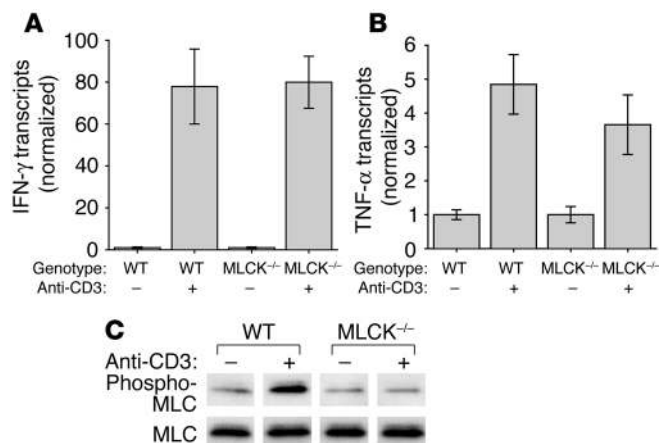 A
IFN-γ transcripts
(normalized)
100
80
60
40
20
0
Genotype: WT WT MLCK⁻/⁻ MLCK⁻/⁻
Anti-CD3: – + – +
B
TNF-α transcripts
(normalized)
6
5
4
3
2
1
0
Genotype: WT WT MLCK⁻/⁻ MLCK⁻/⁻
Anti-CD3: – + – +
C
WT MLCK⁻/⁻
Anti-CD3: – + – +
Phospho-
MLC
MLC